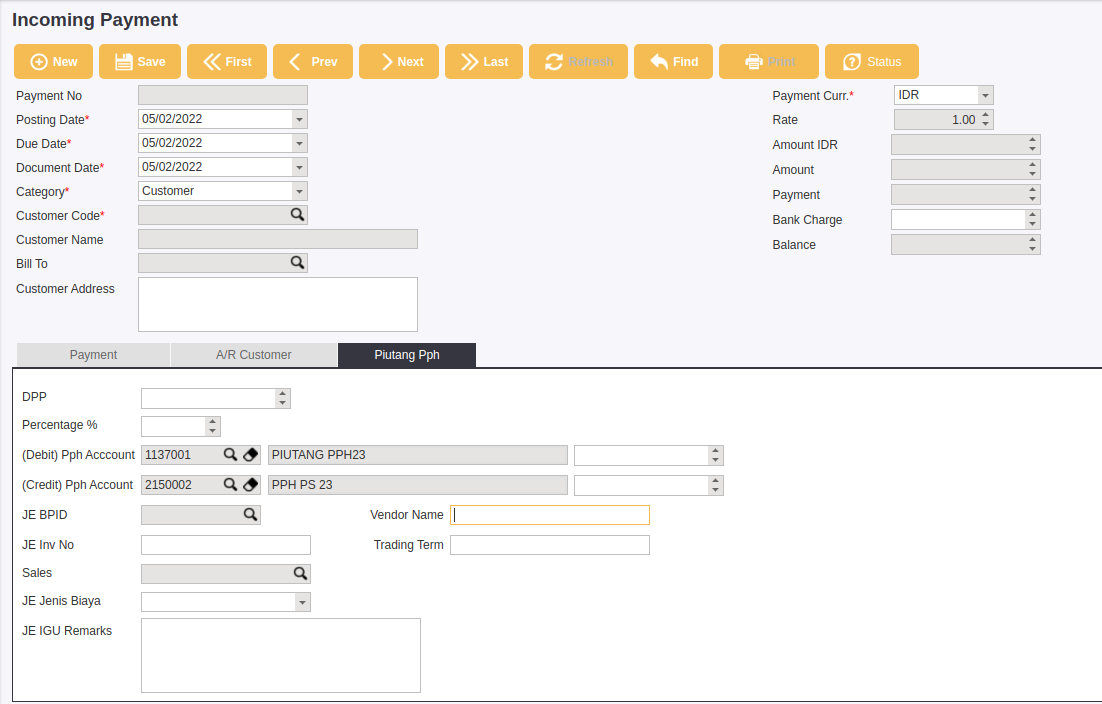 Incoming Payment
New Save First Prev Next Last Refresh Find Print Status
Payment No
Payment Curr.* IDR
Posting Date* 05/02/2022
Rate 1.00
Due Date* 05/02/2022
Amount IDR
Document Date* 05/02/2022
Amount
Category* Customer
Payment
Customer Code*
Bank Charge
Customer Name
Balance
Bill To
Customer Address
Payment A/R Customer Piutang Pph
DPP
Percentage %
(Debit) Pph Acccount 1137001 PIUTANG PPH23
(Credit) Pph Account 2150002 PPH PS 23
JE BPID Vendor Name
JE Inv No Trading Term
Sales
JE Jenis Biaya
JE IGU Remarks